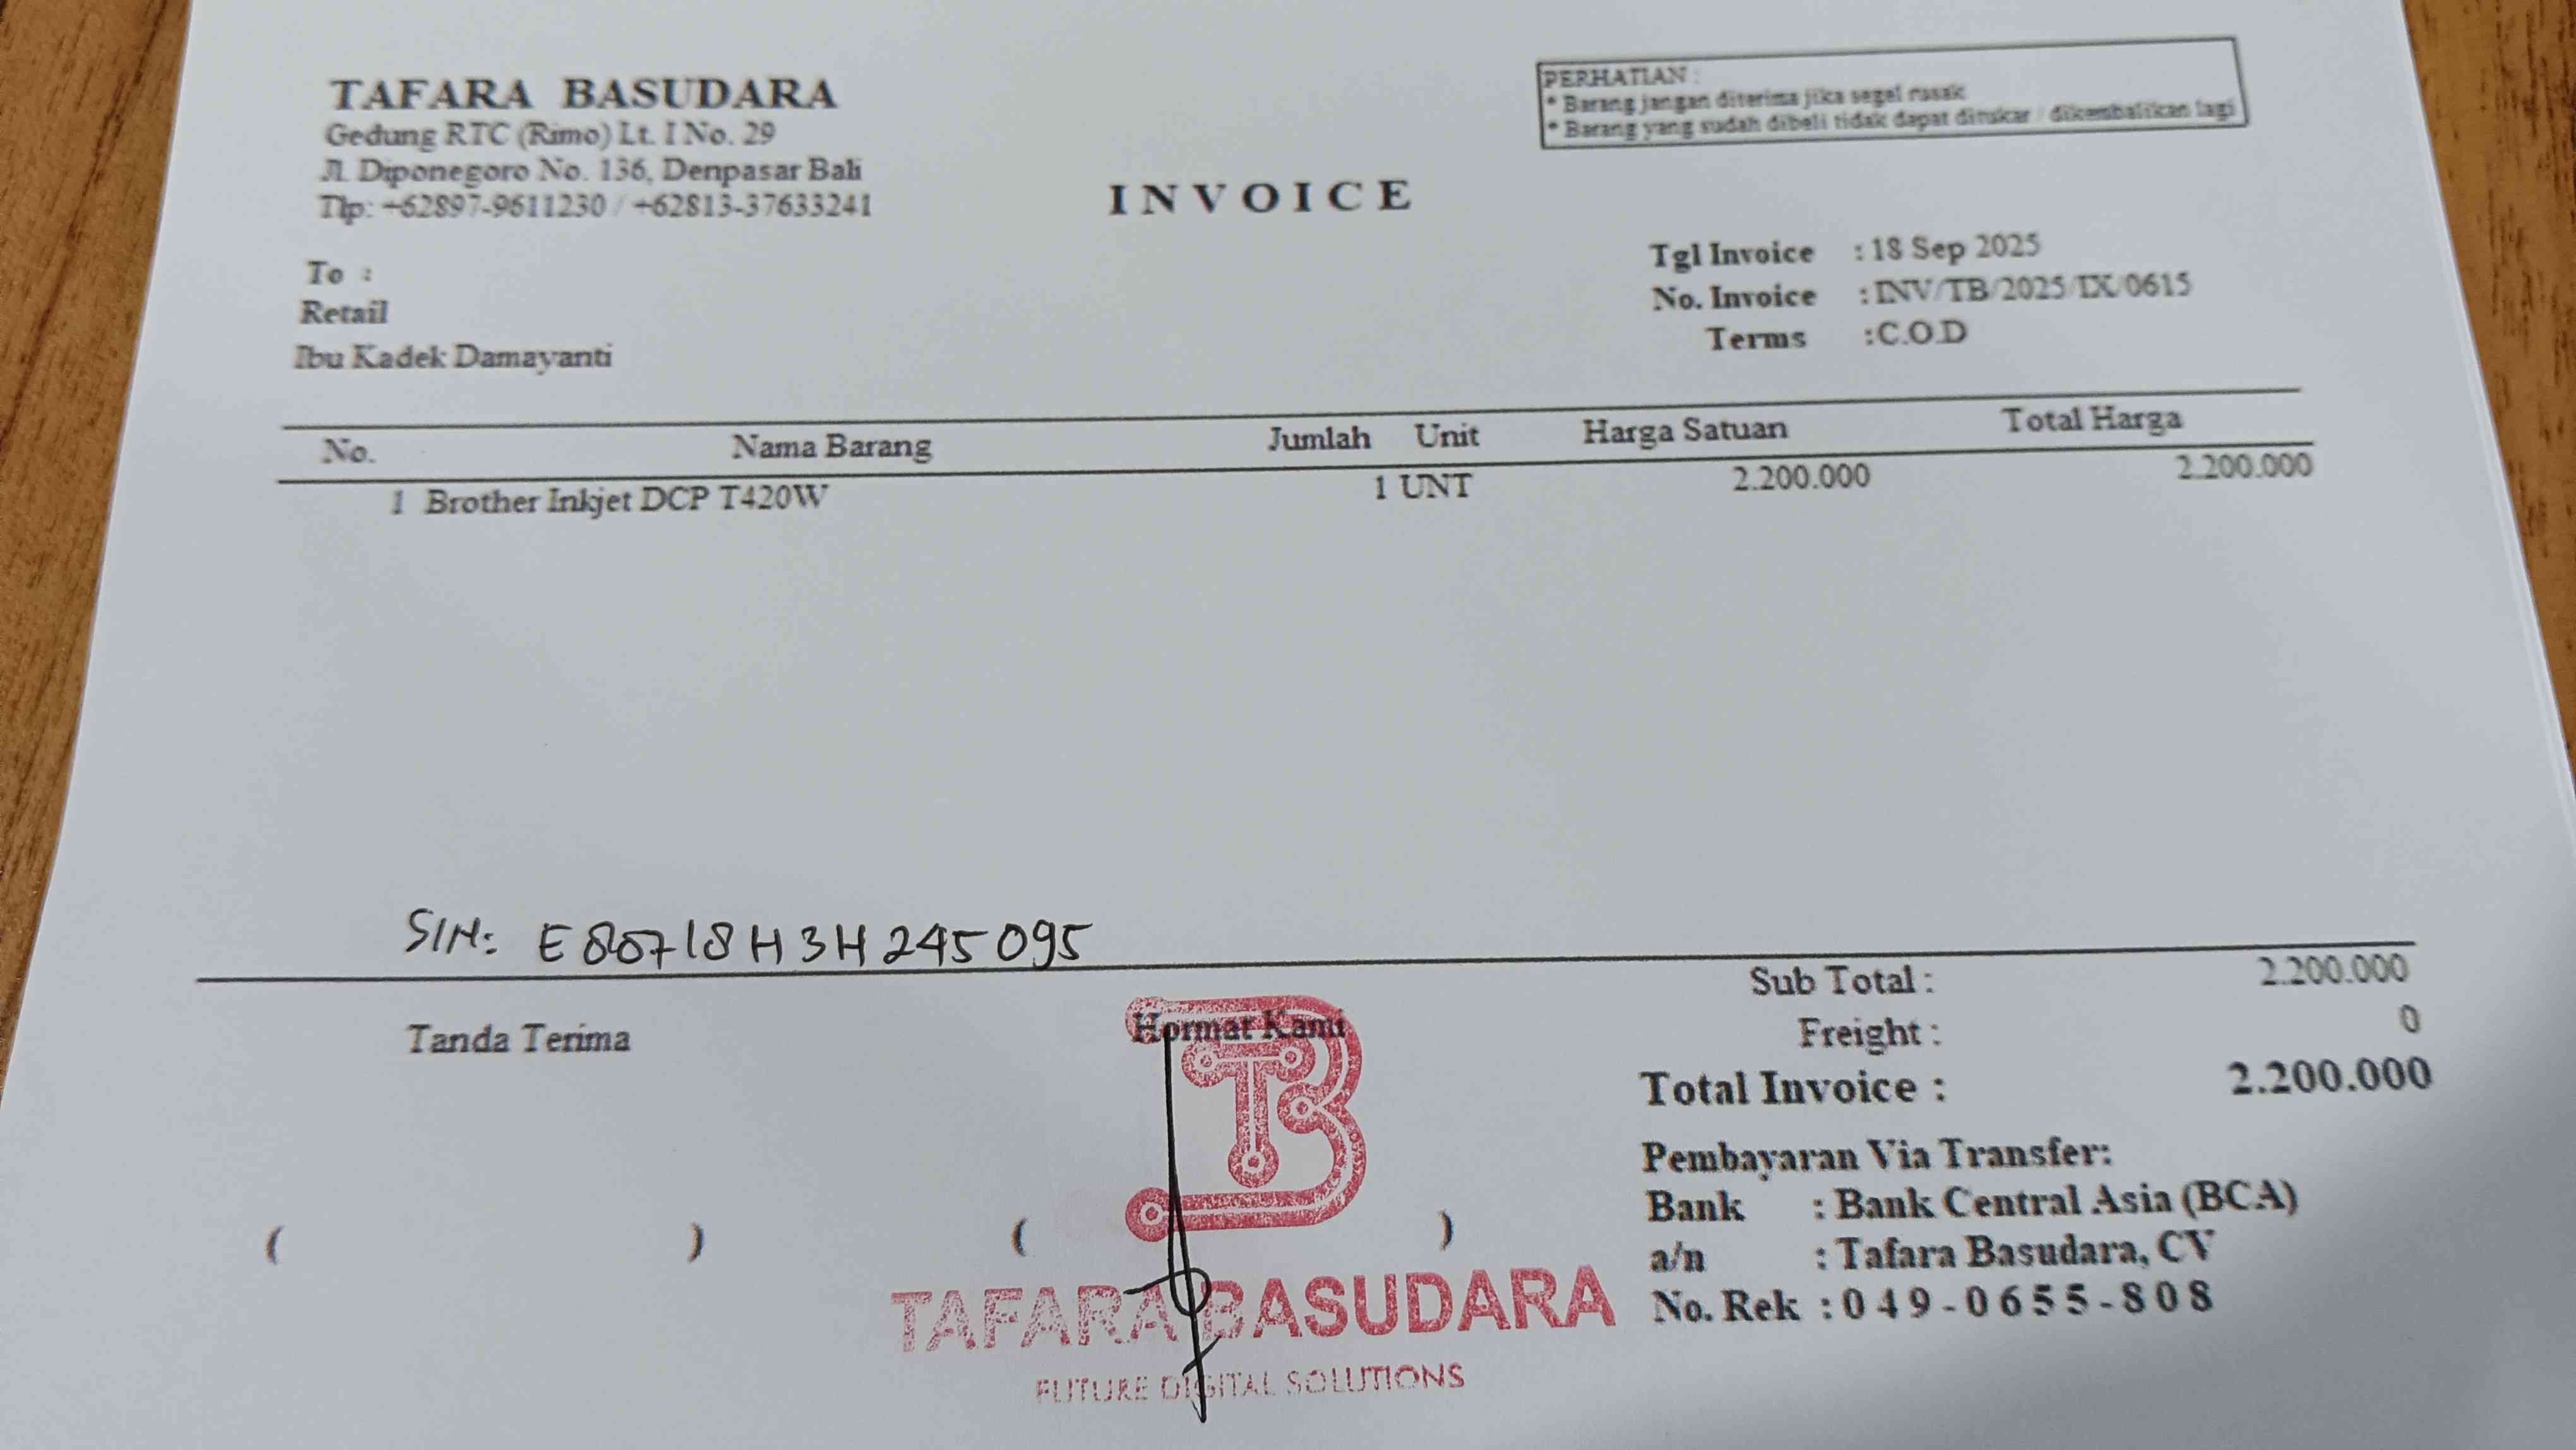 TAFARA BASUDARA
Gedung RTC (Rimo) Lt. I No. 29
Jl. Diponegoro No. 136, Denpasar Bali
Tlp: +62897-9611230 / +62813-37633241
PERHATIAN :
* Barang jangan diterima jika segel rusak
* Barang yang sudah dibeli tidak dapat ditukar / dikembalikan lagi
INVOICE
To :
Retail
Ibu Kadek Damayanti
Tgl Invoice : 18 Sep 2025
No. Invoice : INV/TB/2025/IX/0615
Terms : C.O.D
No. Nama Barang Jumlah Unit Harga Satuan Total Harga
1 Brother Inkjet DCP T420W 1 UNT 2.200.000 2.200.000
S/N: E80718H3H245095
Sub Total : 2.200.000
Freight : 0
Total Invoice : 2.200.000
Tanda Terima
Hormat Kami
( ) ( )
TB
TAFARA BASUDARA
FUTURE DIGITAL SOLUTIONS
Pembayaran Via Transfer:
Bank : Bank Central Asia (BCA)
a/n : Tafara Basudara, CV
No. Rek : 049-0655-808